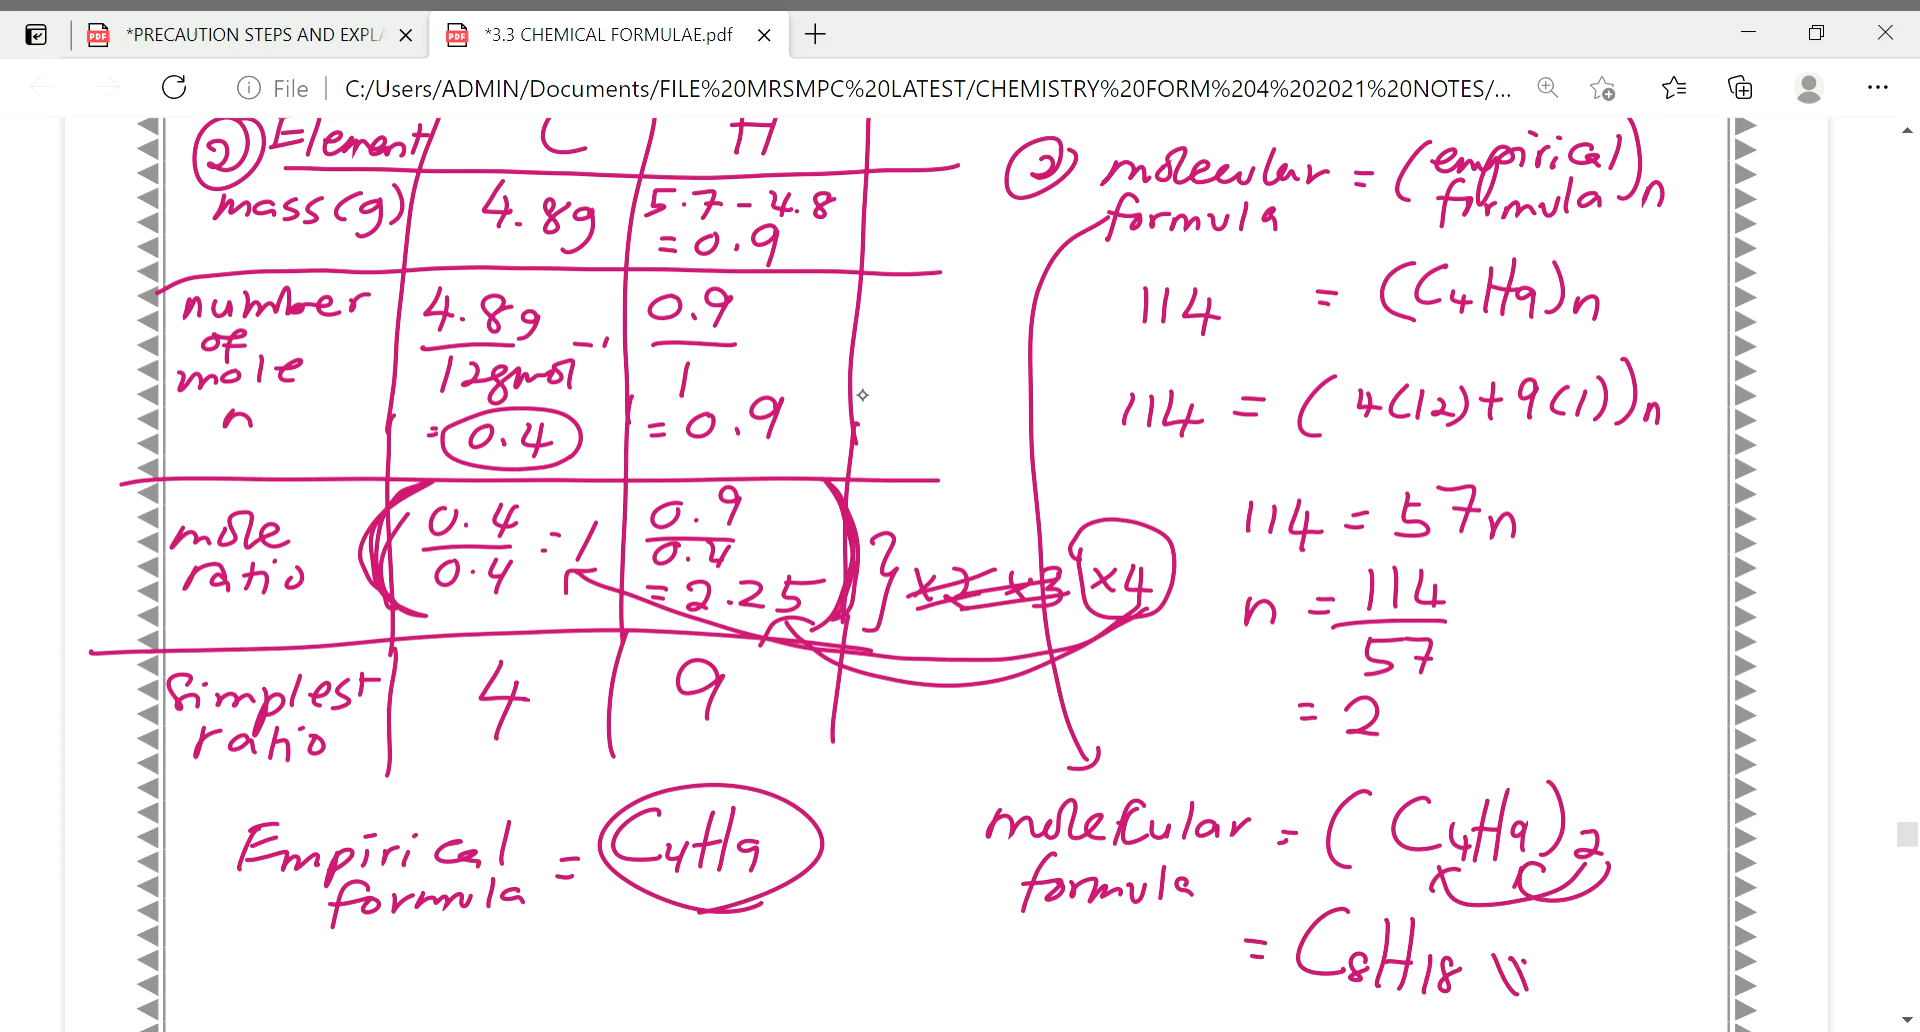 *PRECAUTION STEPS AND EXPLA
*3.3 CHEMICAL FORMULAE.pdf
File | C:/Users/ADMIN/Documents/FILE%20MRSMPC%20LATEST/CHEMISTRY%20FORM%204%202021%20NOTES/...
② Element C H
mass(g) 4.8g 5.7 - 4.8
= 0.9
number of mole n
4.8g / 12gmol⁻¹
= 0.4
0.9 / 1
= 0.9
mole ratio
0.4 / 0.4 = 1
0.9 / 0.4
= 2.25
} ×2 ×3 ×4
simplest ratio 4 9
Empirical formula = C₄H₉
② molecular formula = (empirical formula)n
114 = (C₄H₉)n
114 = (4(12)+9(1))n
114 = 57n
n = 114 / 57
= 2
molecular formula = (C₄H₉)₂
= C₈H₁₈ \\